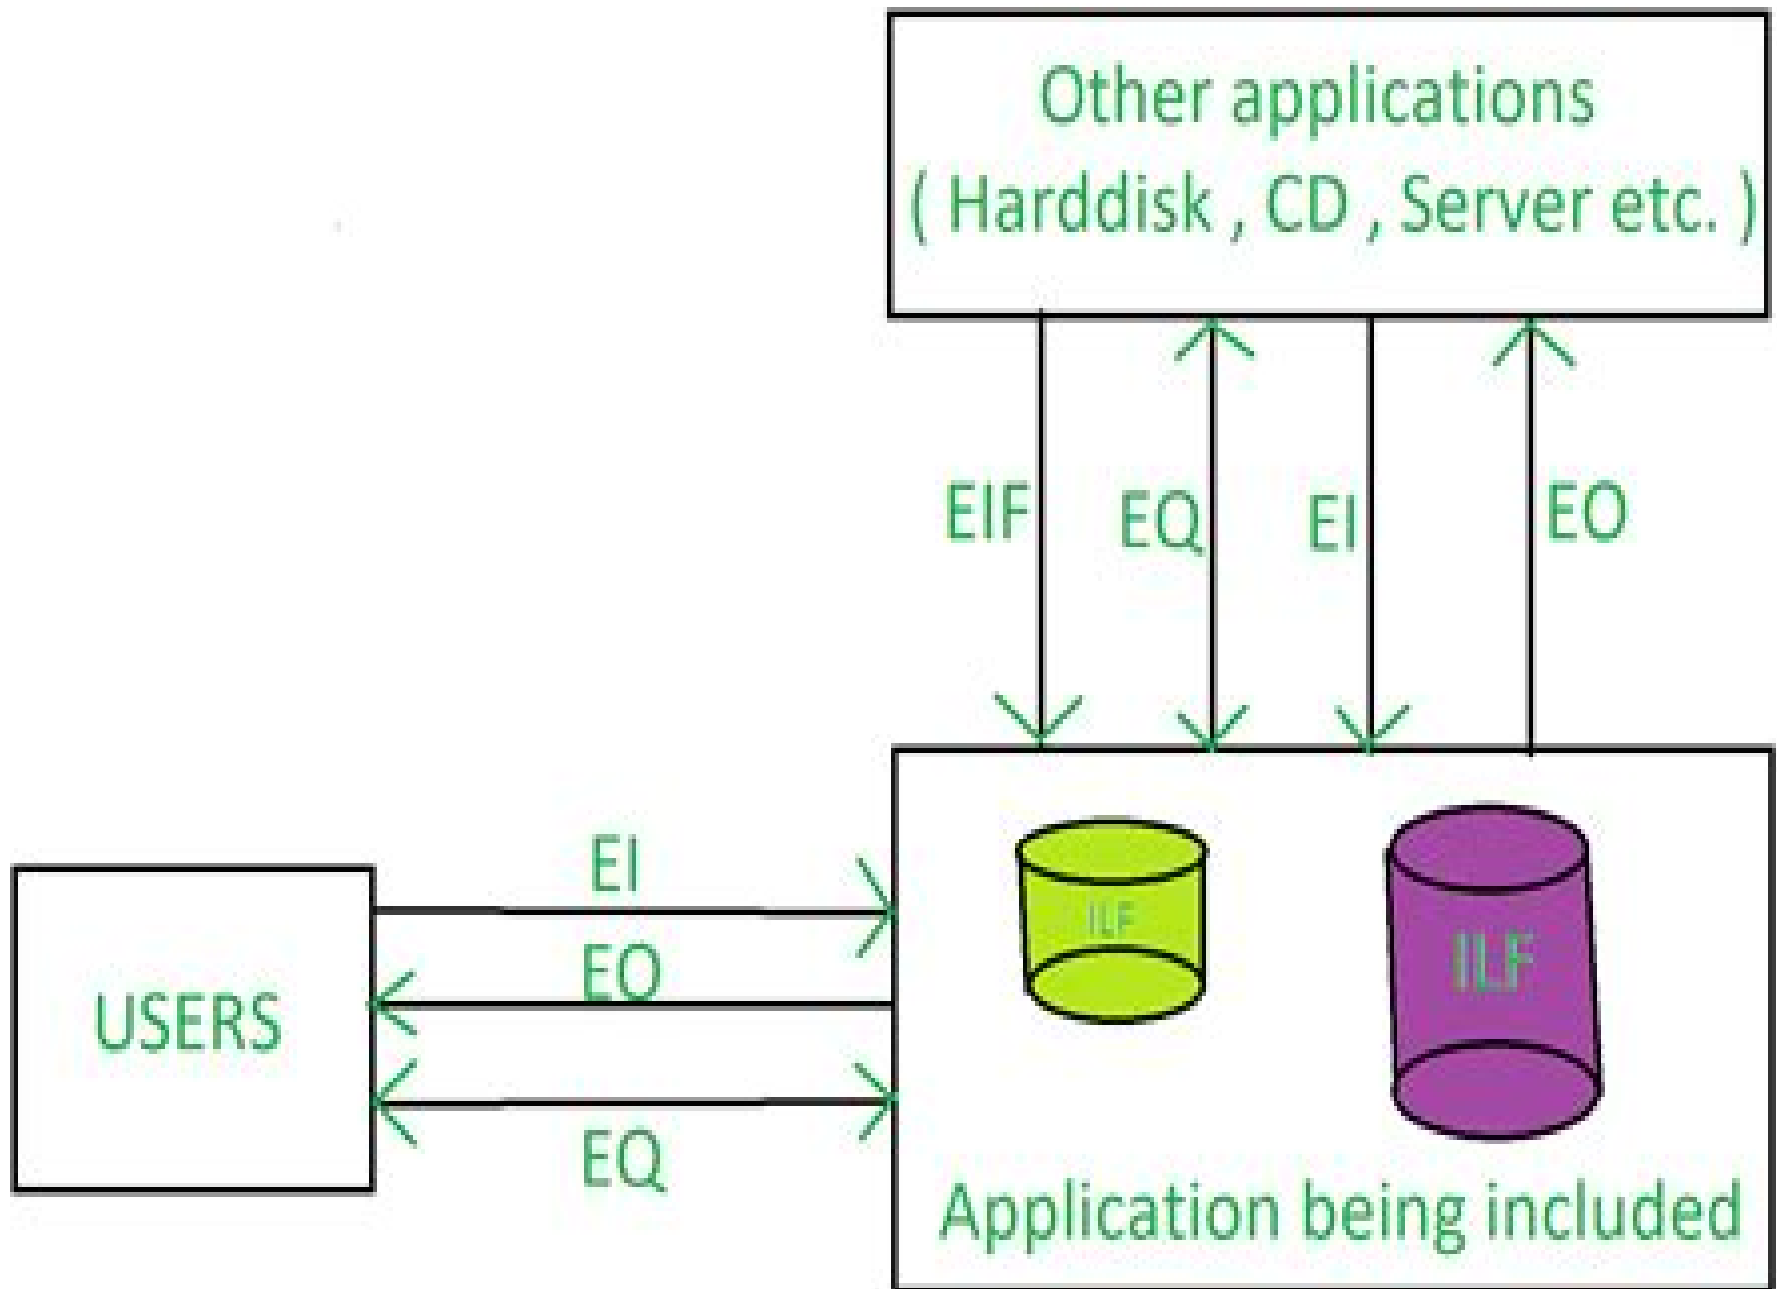 Other applications
( Harddisk , CD , Server etc. )
EIF
EQ
EI
EO
EI
EO
EQ
USERS
ILF
ILF
Application being included